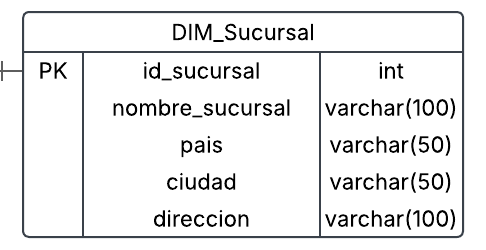 DIM_Sucursal
PK id_sucursal int
nombre_sucursal varchar(100)
pais varchar(50)
ciudad varchar(50)
direccion varchar(100)